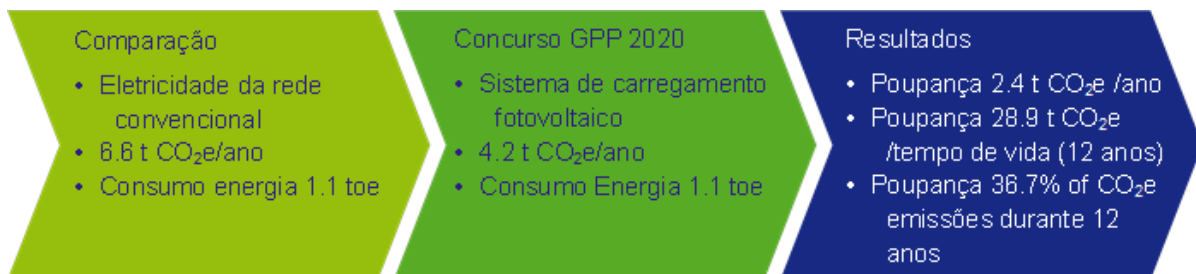 Comparação
• Eletricidade da rede
convencional
• 6.6 t CO₂e/ano
• Consumo energia 1.1 toe
Concurso GPP 2020
• Sistema de carregamento
fotovoltaico
• 4.2 t CO₂e/ano
• Consumo Energia 1.1 toe
Resultados
• Poupança 2.4 t CO₂e /ano
• Poupança 28.9 t CO₂e
/tempo de vida (12 anos)
• Poupança 36.7% of CO₂e
emissões durante 12
anos